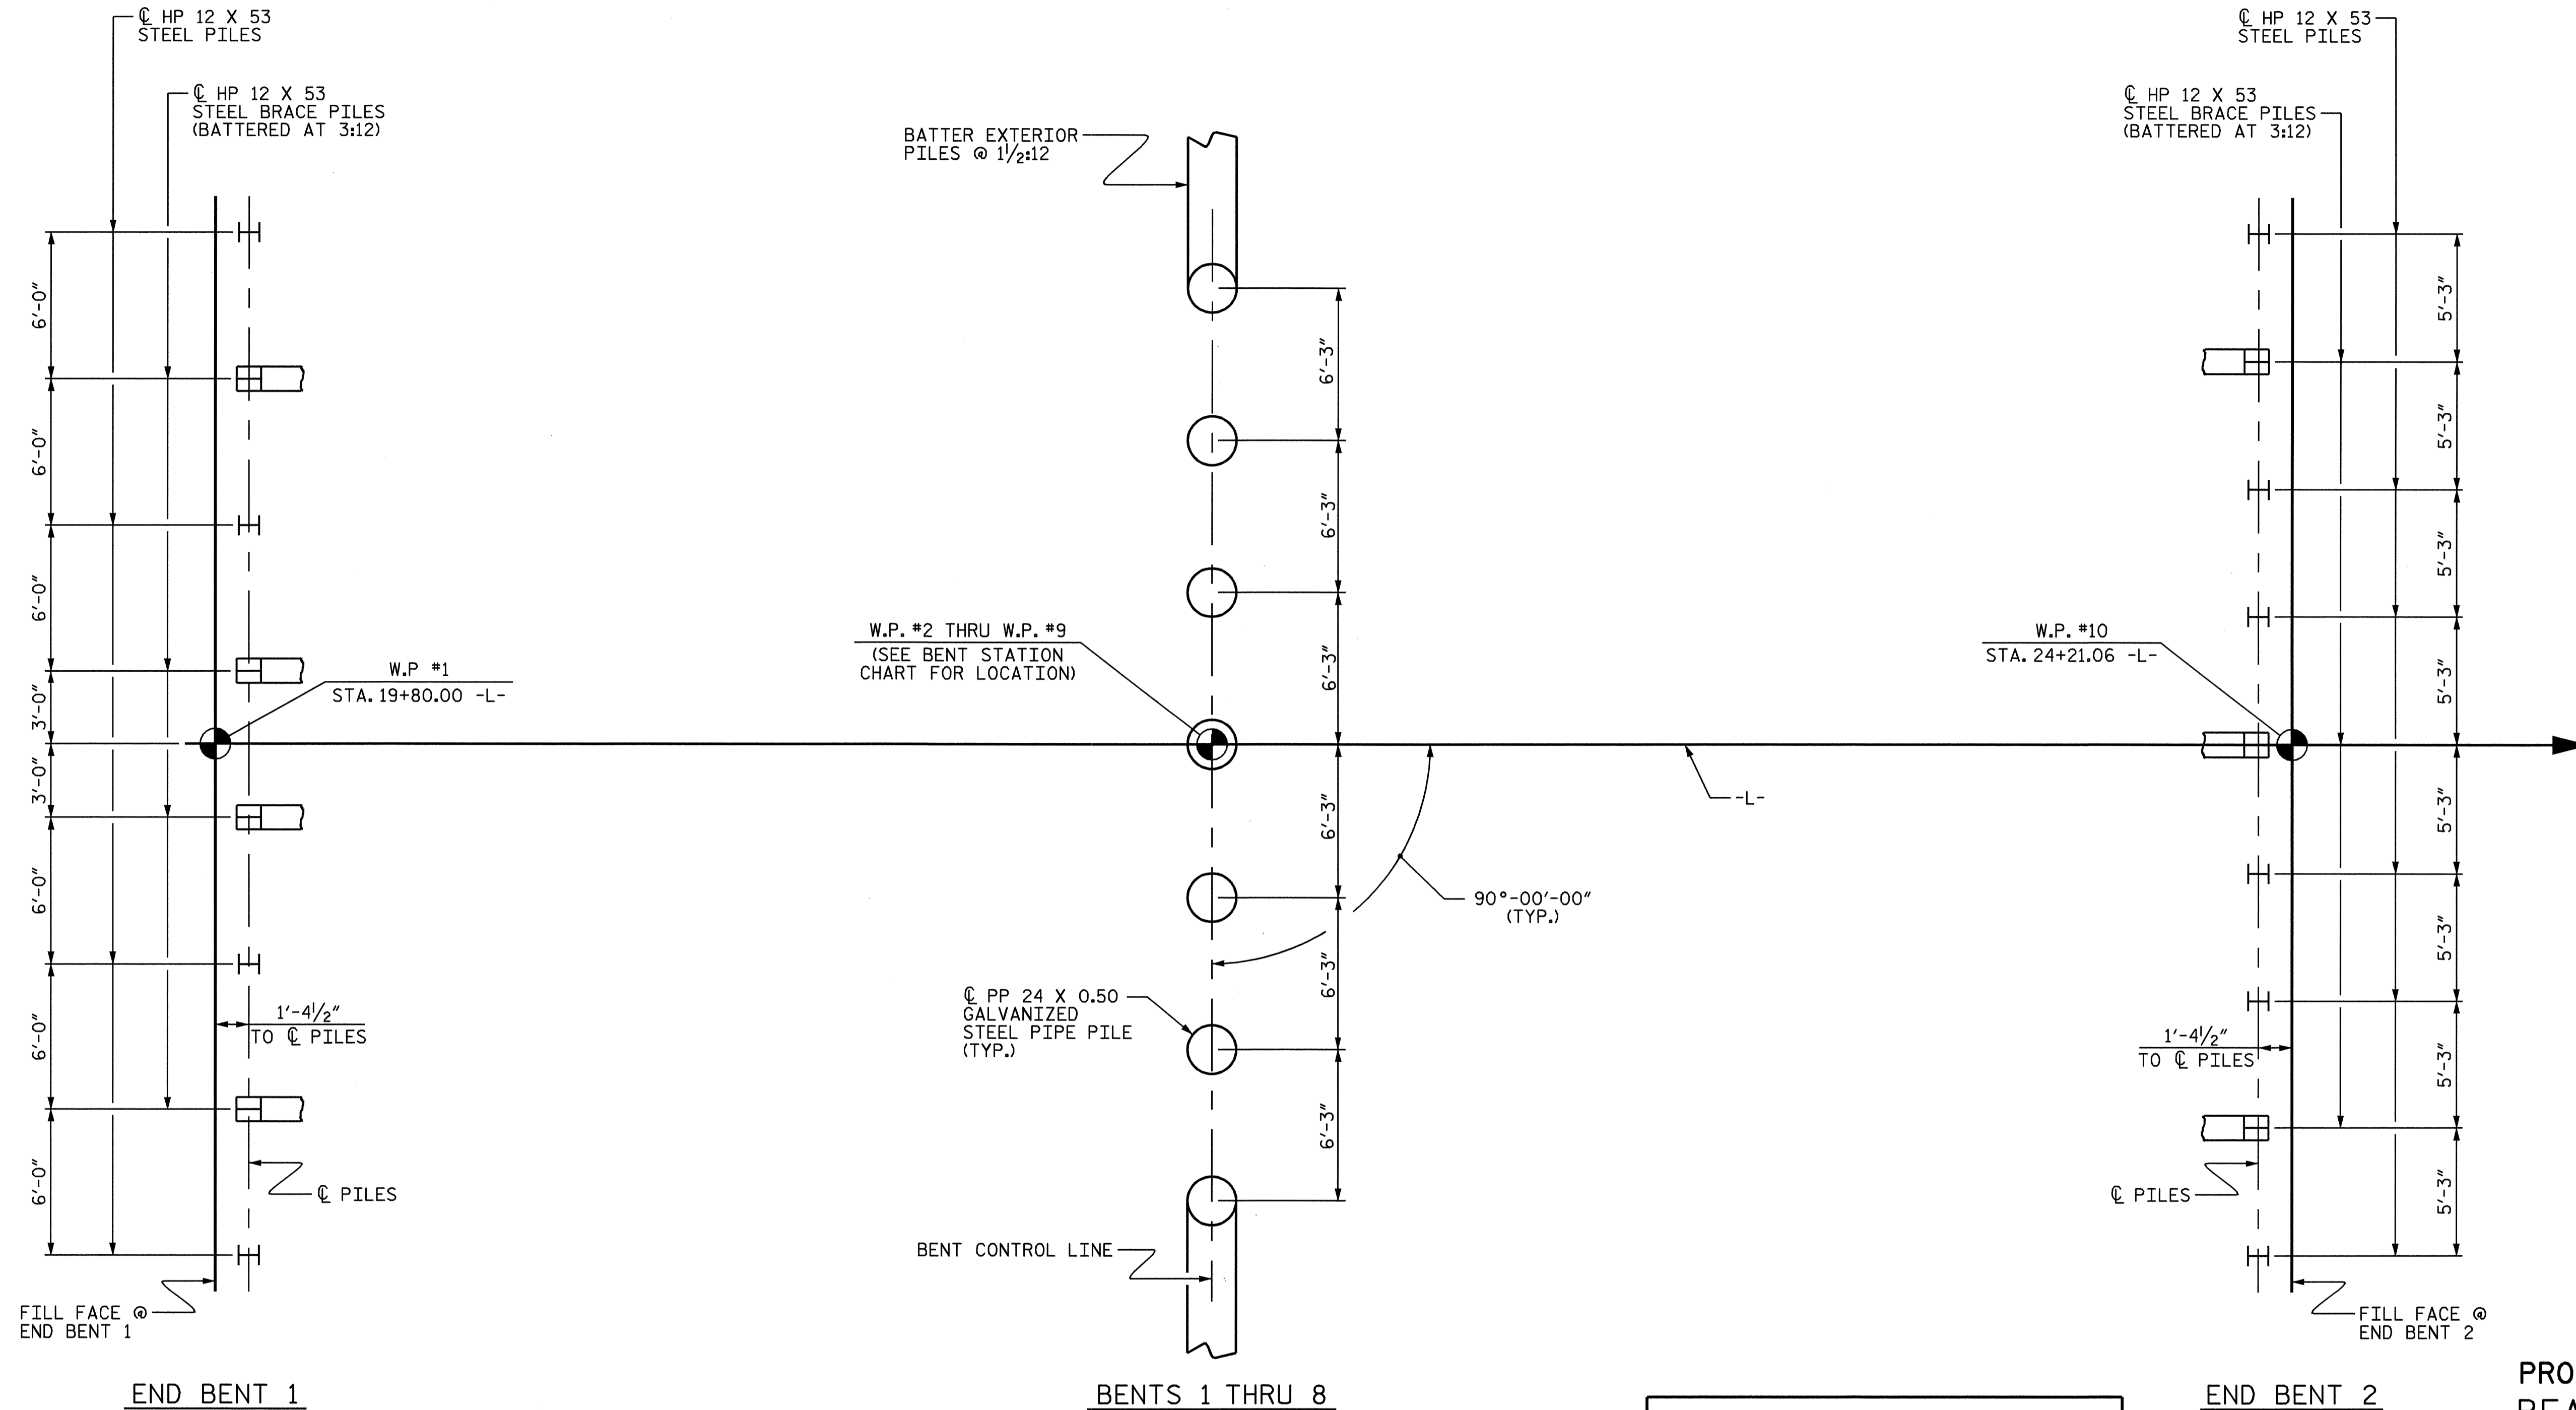 ℄ HP 12 X 53
STEEL PILES
℄ HP 12 X 53
STEEL BRACE PILES
(BATTERED AT 3:12)
6'-0"
6'-0"
6'-0"
3'-0"
3'-0"
6'-0"
6'-0"
6'-0"
W.P #1
STA. 19+80.00 -L-
1'-4½"
TO ℄ PILES
℄ PILES
FILL FACE @
END BENT 1
END BENT 1
BATTER EXTERIOR
PILES @ 1½:12
6'-3"
6'-3"
6'-3"
6'-3"
6'-3"
6'-3"
W.P. #2 THRU W.P. #9
(SEE BENT STATION
CHART FOR LOCATION)
-L-
90°-00'-00"
(TYP.)
℄ PP 24 X 0.50
GALVANIZED
STEEL PIPE PILE
(TYP.)
BENT CONTROL LINE
BENTS 1 THRU 8
℄ HP 12 X 53
STEEL PILES
℄ HP 12 X 53
STEEL BRACE PILES
(BATTERED AT 3:12)
5'-3"
5'-3"
5'-3"
5'-3"
5'-3"
5'-3"
5'-3"
5'-3"
W.P. #10
STA. 24+21.06 -L-
1'-4½"
TO ℄ PILES
℄ PILES
FILL FACE @
END BENT 2
END BENT 2
PRO